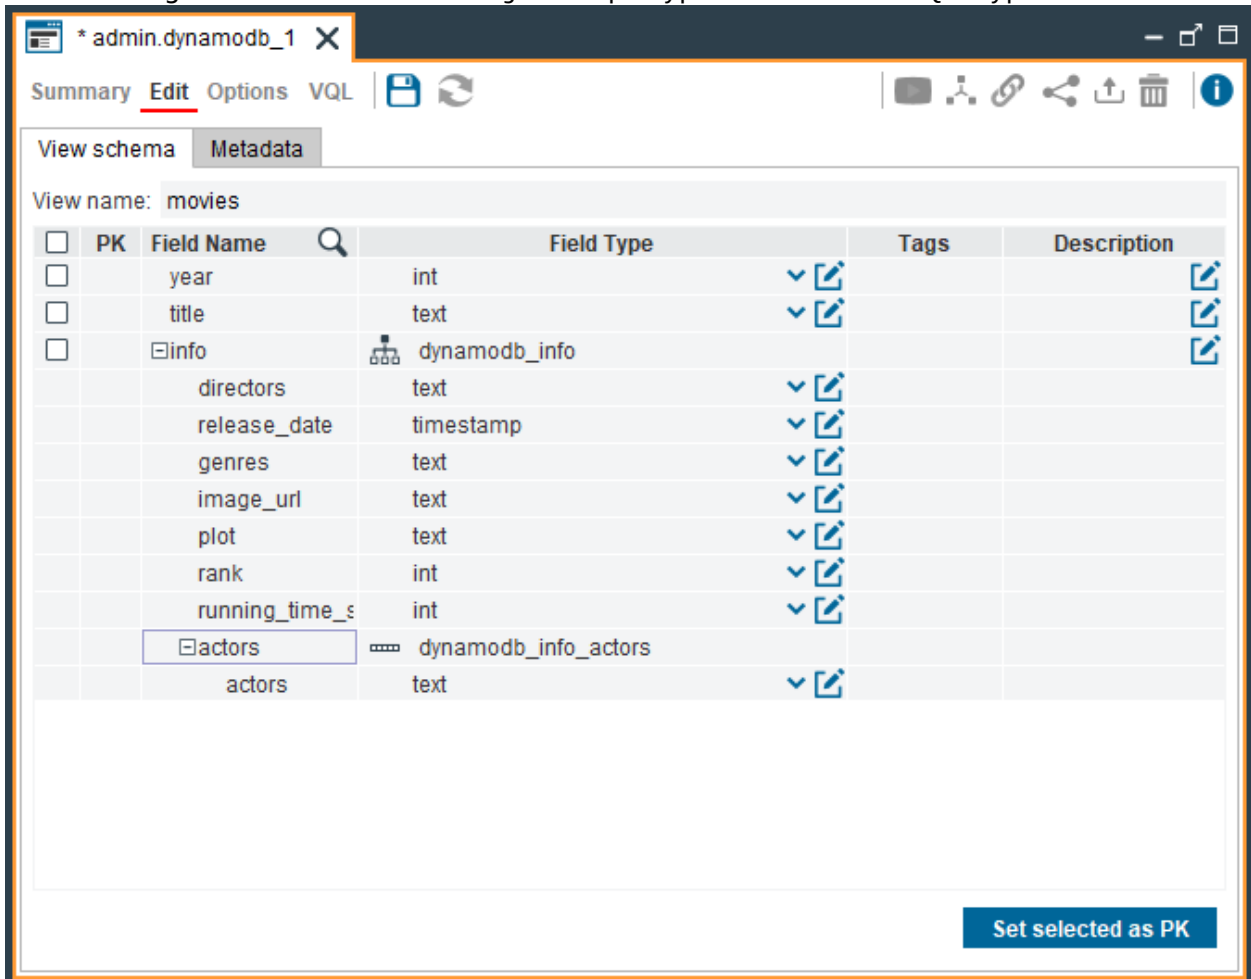 * admin.dynamodb_1
Summary Edit Options VQL
View schema Metadata
View name: movies
PK Field Name Field Type Tags Description
year int
title text
info dynamodb_info
directors text
release_date timestamp
genres text
image_url text
plot text
rank int
running_time_s int
actors dynamodb_info_actors
actors text
Set selected as PK